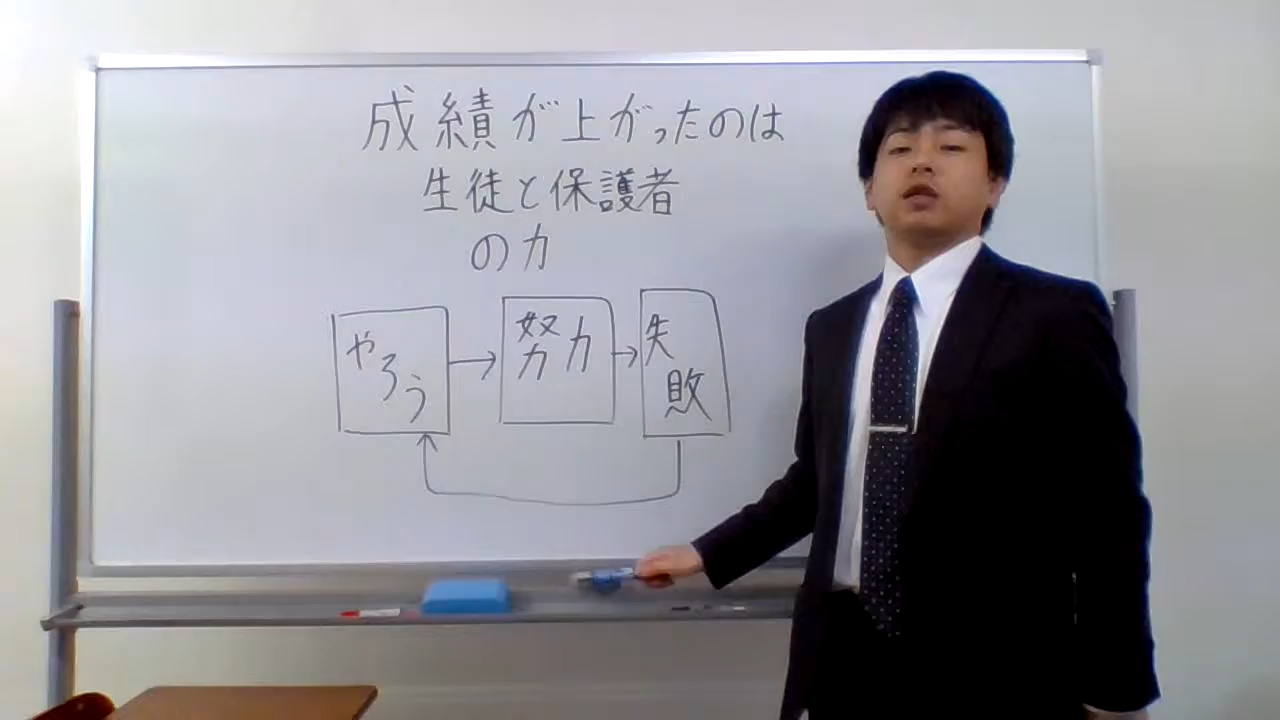 成績が上がったのは
生徒と保護者
の力
やろう
努力
失敗